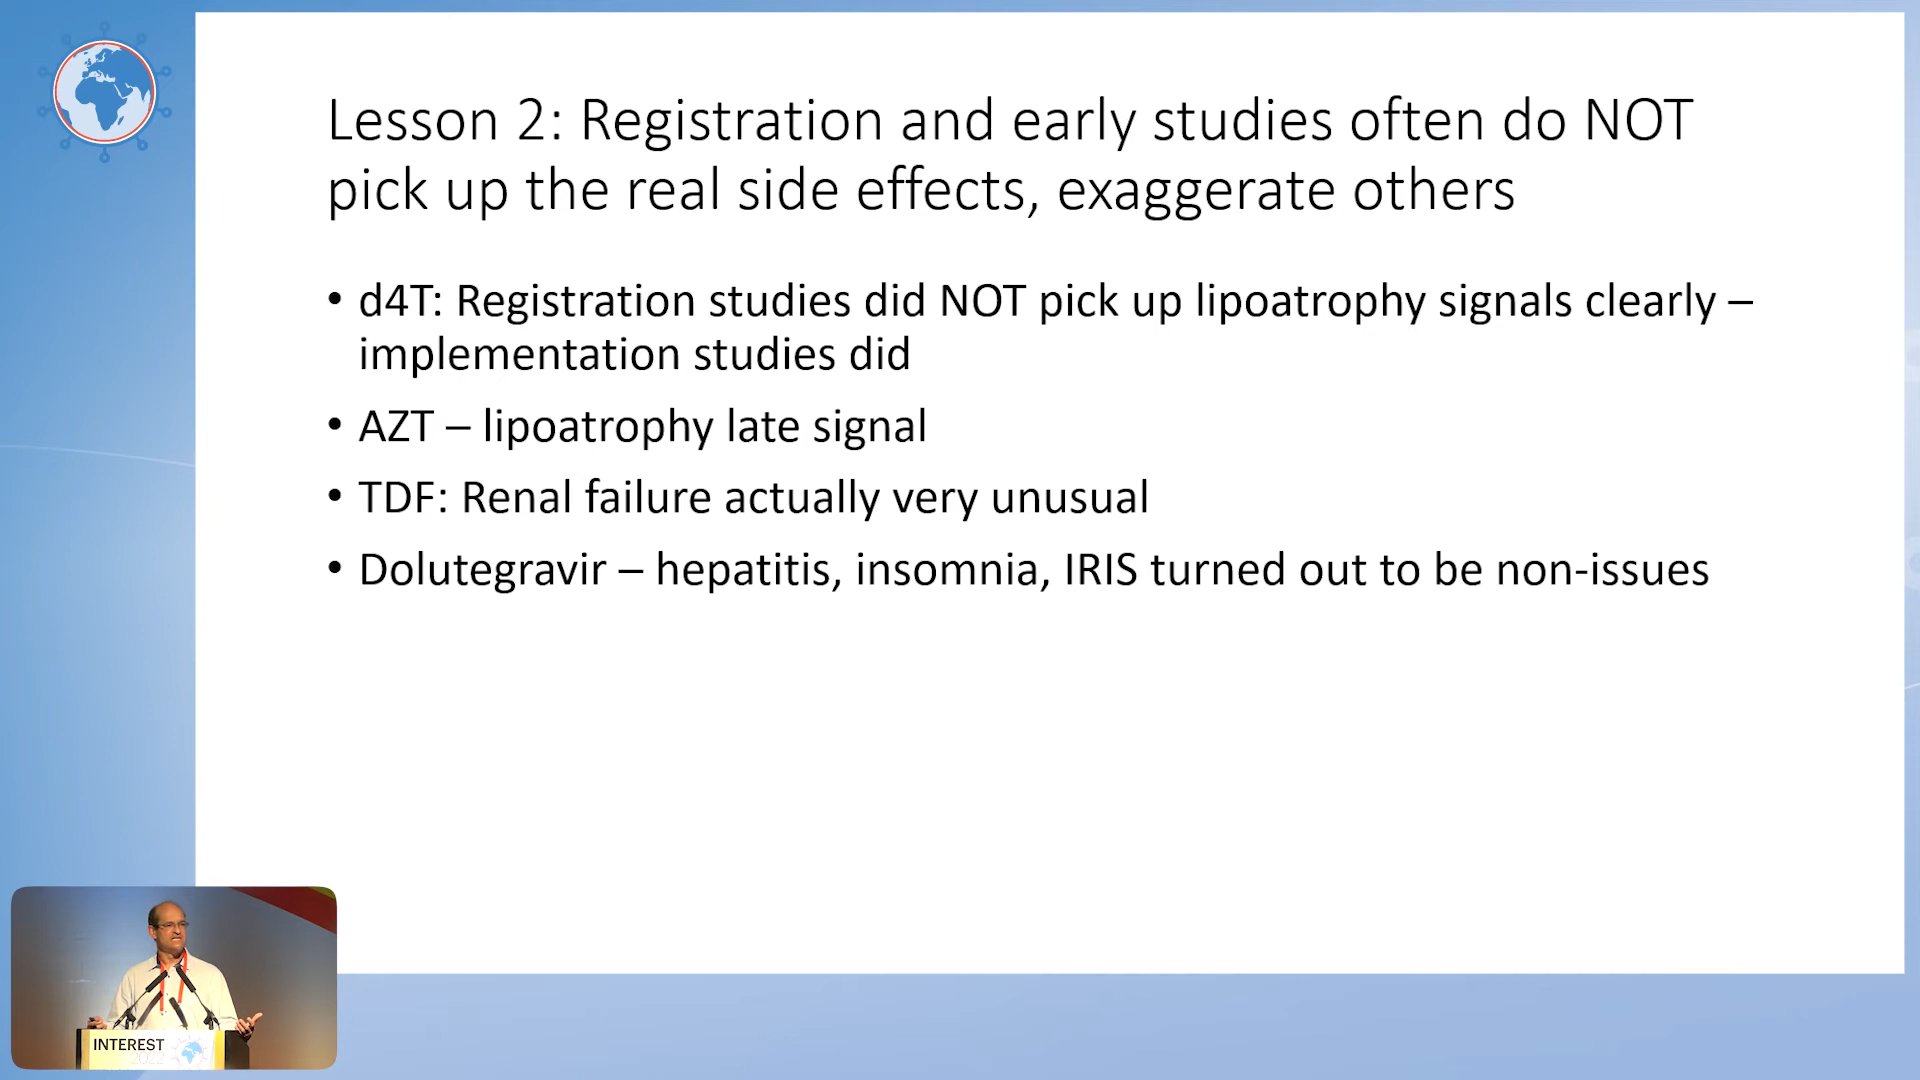 Lesson 2: Registration and early studies often do NOT
pick up the real side effects, exaggerate others
• d4T: Registration studies did NOT pick up lipoatrophy signals clearly –
implementation studies did
• AZT – lipoatrophy late signal
• TDF: Renal failure actually very unusual
• Dolutegravir – hepatitis, insomnia, IRIS turned out to be non-issues
INTEREST
2022